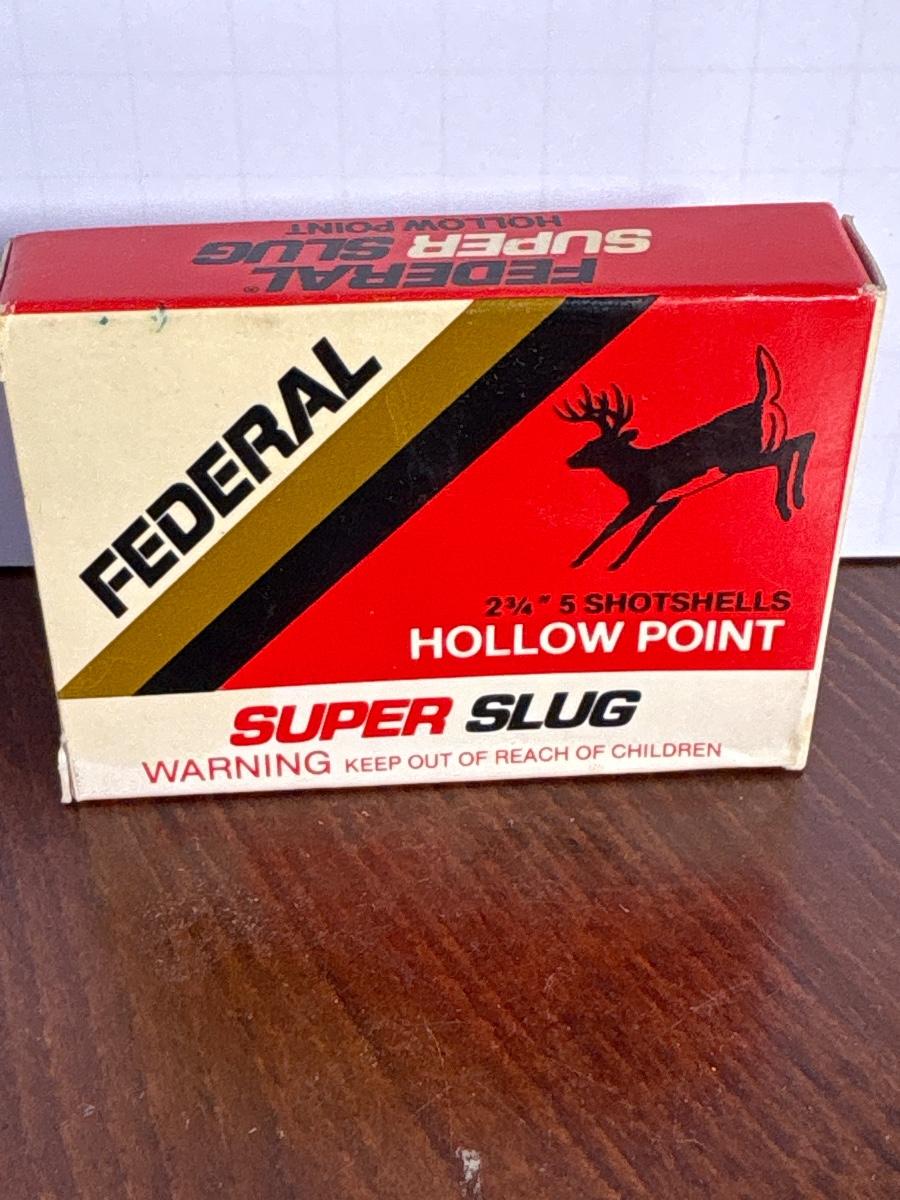 HOLLOW POINT
SUPER SLUG
FEDERAL®
FEDERAL
2¾" 5 SHOTSHELLS
HOLLOW POINT
SUPER SLUG
WARNING KEEP OUT OF REACH OF CHILDREN